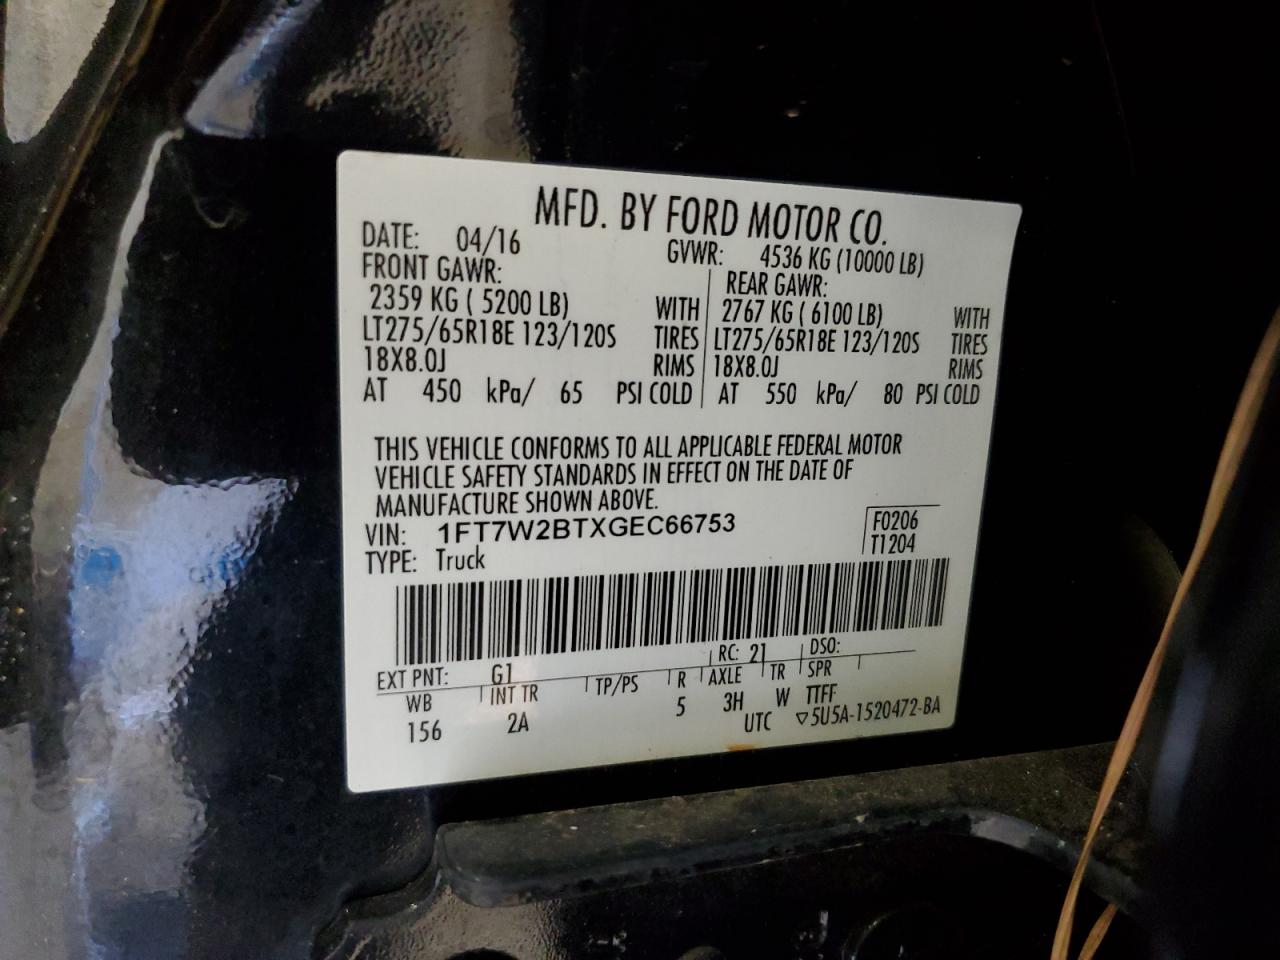 MFD. BY FORD MOTOR CO.
DATE: 04/16 GVWR: 4536 KG (10000 LB)
FRONT GAWR: REAR GAWR:
2359 KG ( 5200 LB) WITH 2767 KG ( 6100 LB) WITH
LT275/65R18E 123/120S TIRES LT275/65R18E 123/120S TIRES
18X8.0J RIMS 18X8.0J RIMS
AT 450 kPa/ 65 PSI COLD AT 550 kPa/ 80 PSI COLD
THIS VEHICLE CONFORMS TO ALL APPLICABLE FEDERAL MOTOR
VEHICLE SAFETY STANDARDS IN EFFECT ON THE DATE OF
MANUFACTURE SHOWN ABOVE.
VIN: 1FT7W2BTXGEC66753 F0206
TYPE: Truck T1204
EXT PNT: G1 RC: 21 DSO:
WB INT TR TP/PS R AXLE TR SPR
156 2A 5 3H W TTFF
UTC ▽5U5A-1520472-BA